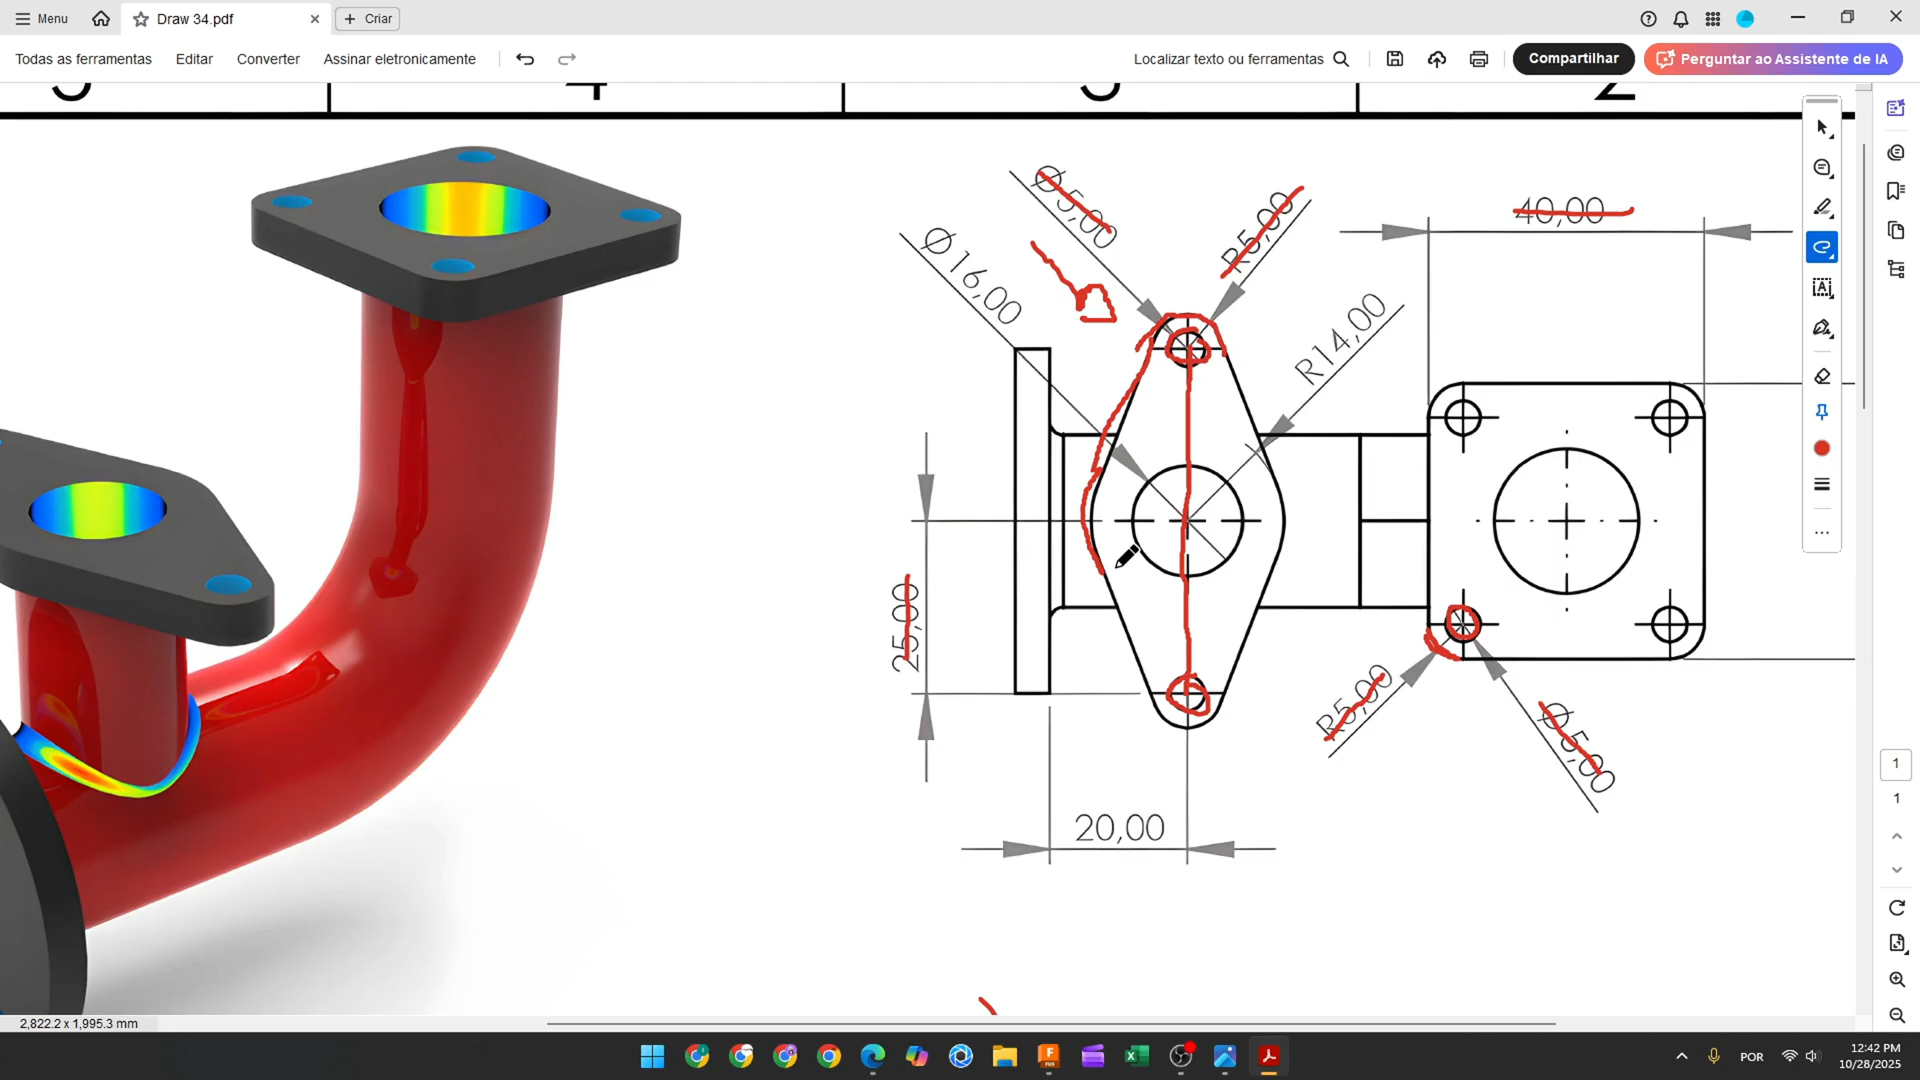 Menu
Draw 34.pdf
Criar
Todas as ferramentas
Editar
Converter
Assinar eletronicamente
Localizar texto ou ferramentas
Compartilhar
Perguntar ao Assistente de IA
4
2
Ø5,00
R5,00
40,00
Ø16,00
R14,00
25,00
R5,00
Ø5,00
20,00
1
1
2,822.2 x 1,995.3 mm
POR
12:42 PM
10/28/2025